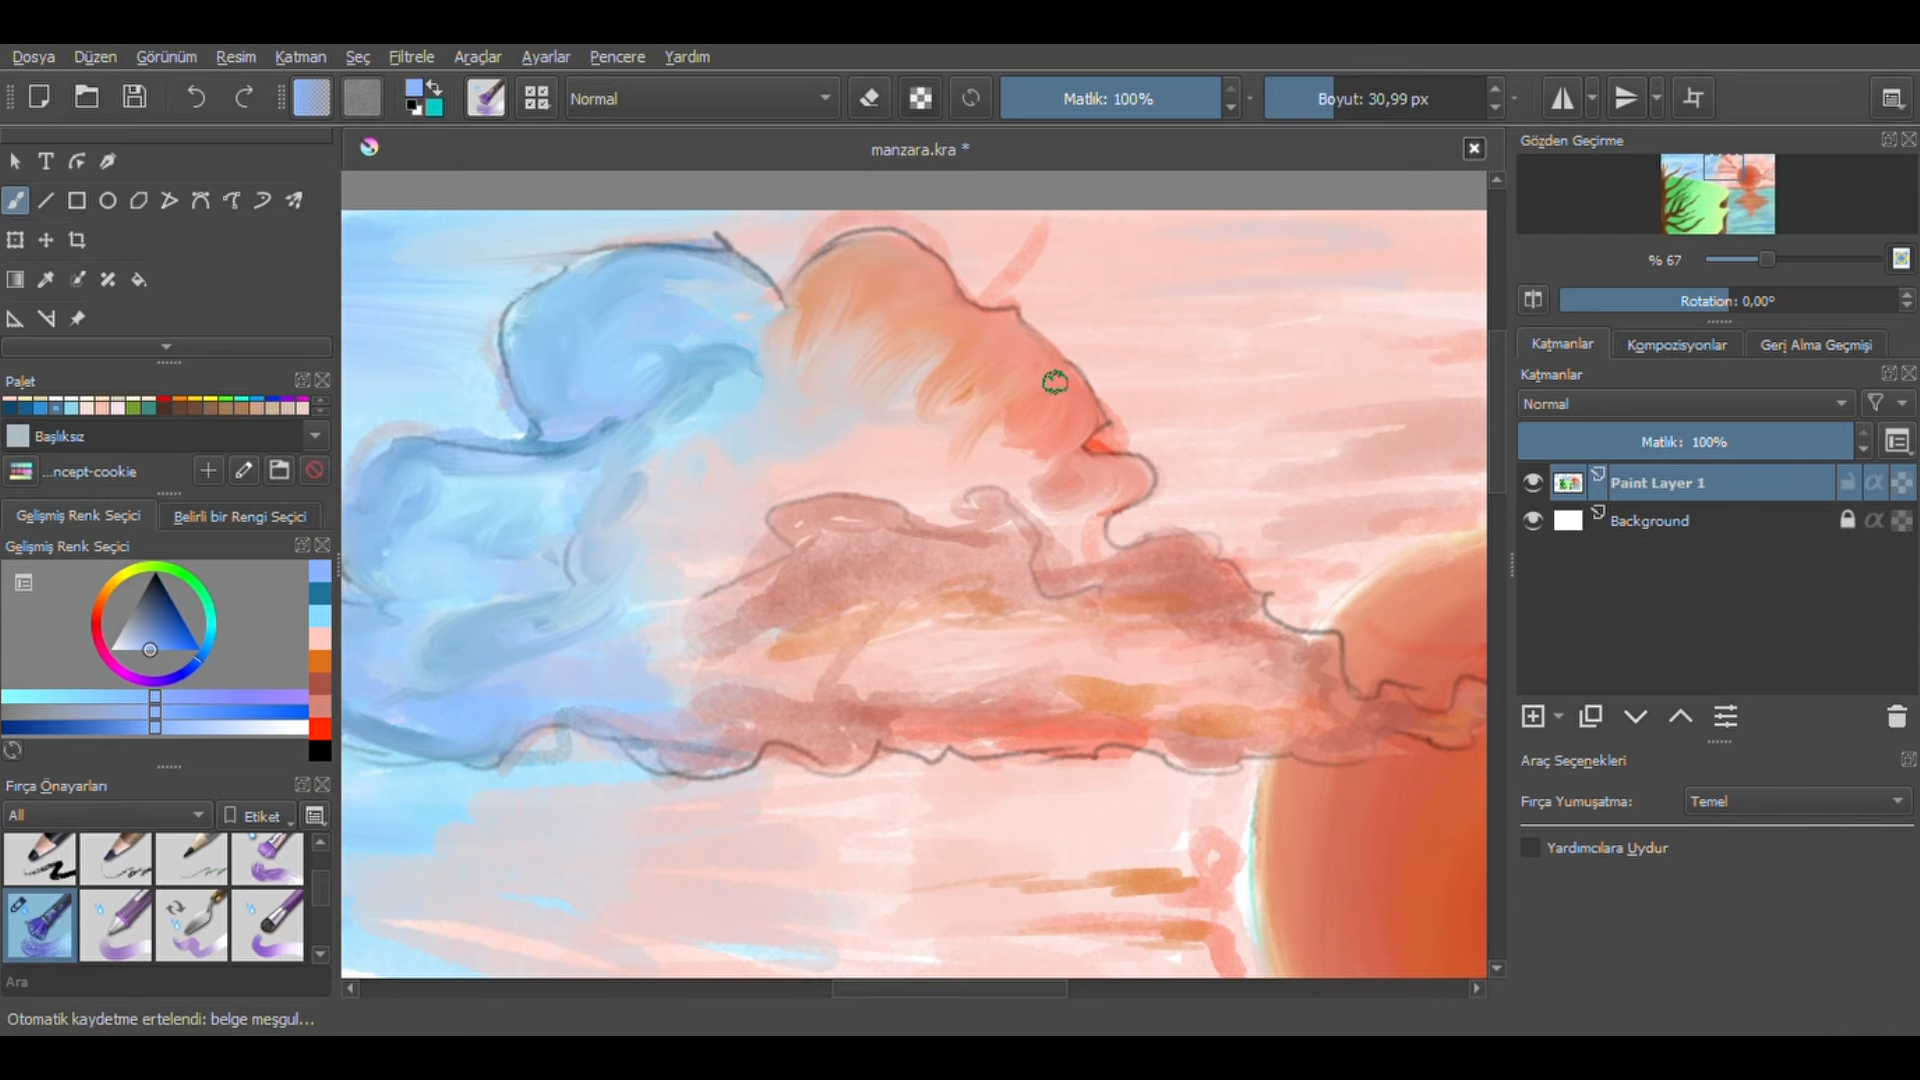 Dosya Düzen Görünüm Resim Katman Seç Filtrele Araçlar Ayarlar Pencere Yardım
Normal Matlık: 100% Boyut: 30,99 px
manzara.kra *
Gözden Geçirme
% 67
Rotation: 0,00°
Katmanlar Kompozisyonlar Geri Alma Geçmişi
Katmanlar
Normal
Matlık: 100%
Paint Layer 1
Background
Araç Seçenekleri
Fırça Yumuşatma: Temel
Yardımcılara Uydur
Palet
Başlıksız
...ncept-cookie
Gelişmiş Renk Seçici Belirli bir Rengi Seçici
Gelişmiş Renk Seçici
Fırça Önayarları
All Etiket
Ara
Otomatik kaydetme ertelendi: belge meşgul...